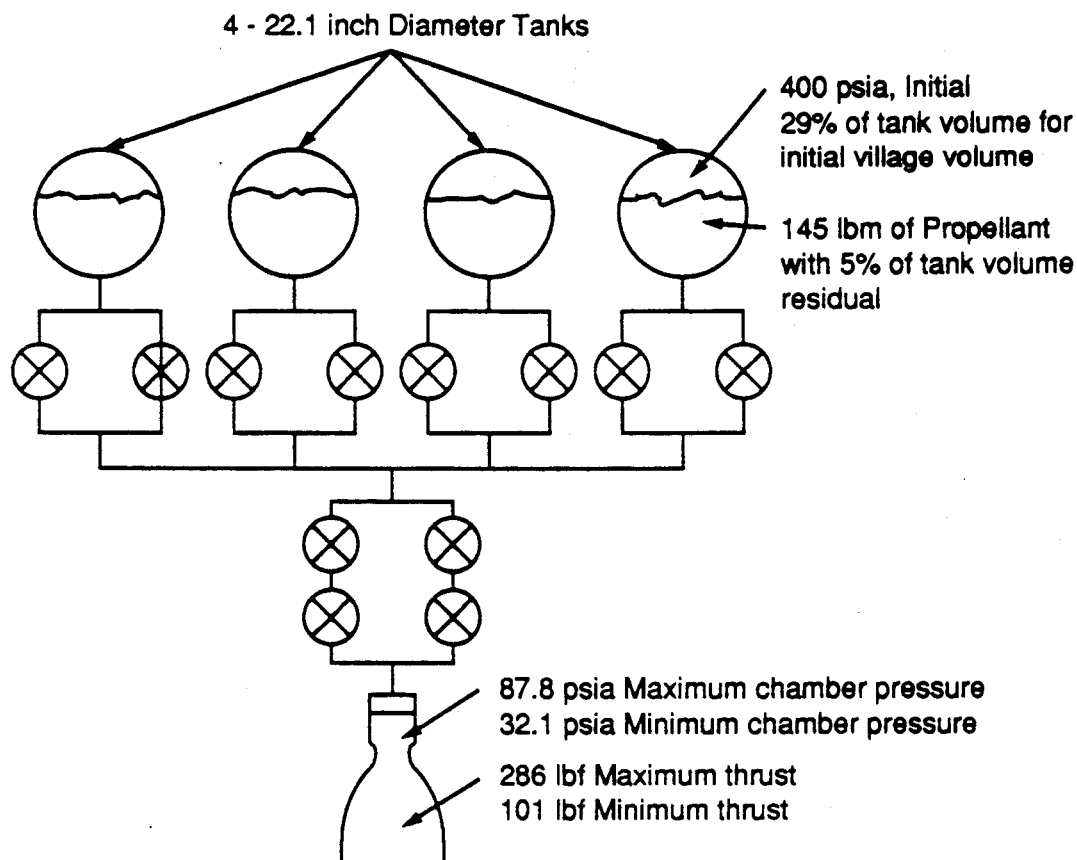 4 - 22.1 inch Diameter Tanks
400 psia, Initial
29% of tank volume for
initial village volume
145 lbm of Propellant
with 5% of tank volume
residual
87.8 psia Maximum chamber pressure
32.1 psia Minimum chamber pressure
286 lbf Maximum thrust
101 lbf Minimum thrust